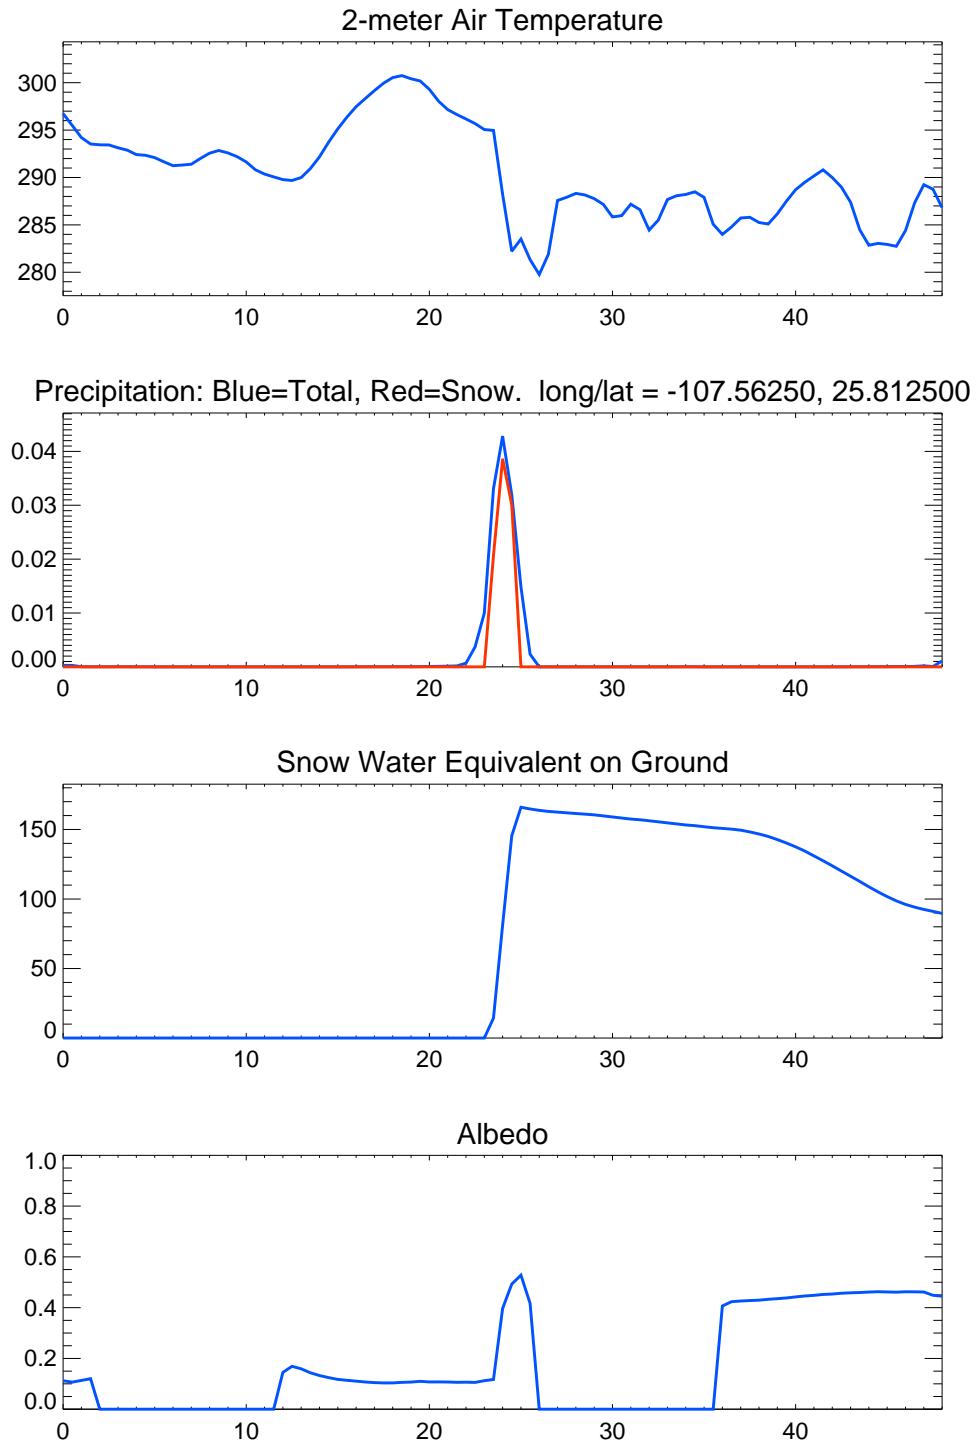 2-meter Air Temperature
300
295
290
285
280
0 10 20 30 40
Precipitation: Blue=Total, Red=Snow. long/lat = -107.56250, 25.812500
0.04
0.03
0.02
0.01
0.00
0 10 20 30 40
Snow Water Equivalent on Ground
150
100
50
0
0 10 20 30 40
Albedo
1.0
0.8
0.6
0.4
0.2
0.0
0 10 20 30 40